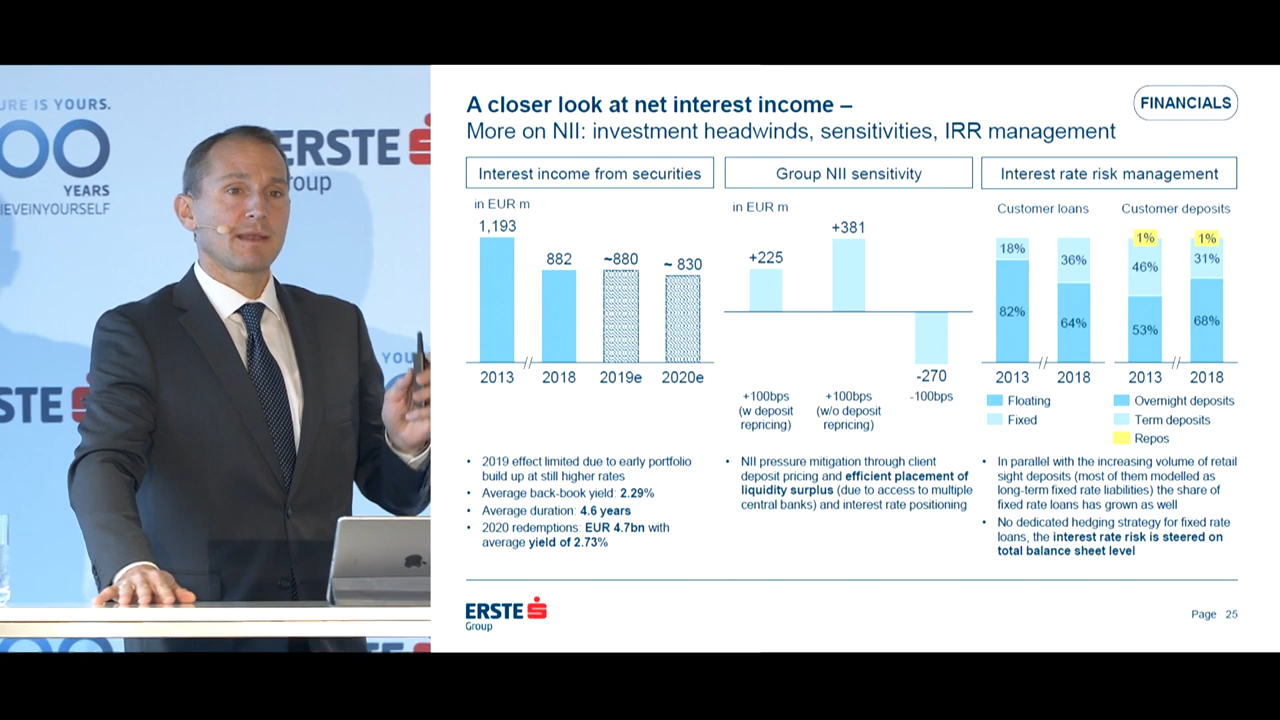 URE IS YOURS.
00
YEARS
IEVEINYOURSELF
ERSTE
roup
YOU
STE
A closer look at net interest income –
More on NII: investment headwinds, sensitivities, IRR management
FINANCIALS
Interest income from securities
in EUR m
1,193
882
~880
~ 830
2013
2018
2019e
2020e
• 2019 effect limited due to early portfolio
build up at still higher rates
• Average back-book yield: 2.29%
• Average duration: 4.6 years
• 2020 redemptions: EUR 4.7bn with
average yield of 2.73%
Group NII sensitivity
in EUR m
+225
+381
-270
+100bps
(w deposit
repricing)
+100bps
(w/o deposit
repricing)
-100bps
• NII pressure mitigation through client
deposit pricing and efficient placement of
liquidity surplus (due to access to multiple
central banks) and interest rate positioning
Interest rate risk management
Customer loans
18%
36%
82%
64%
2013
2018
Floating
Fixed
Customer deposits
1%
1%
46%
31%
53%
68%
2013
2018
Overnight deposits
Term deposits
Repos
• In parallel with the increasing volume of retail
sight deposits (most of them modelled as
long-term fixed rate liabilities) the share of
fixed rate loans has grown as well
• No dedicated hedging strategy for fixed rate
loans, the interest rate risk is steered on
total balance sheet level
ERSTE
Group
Page 25